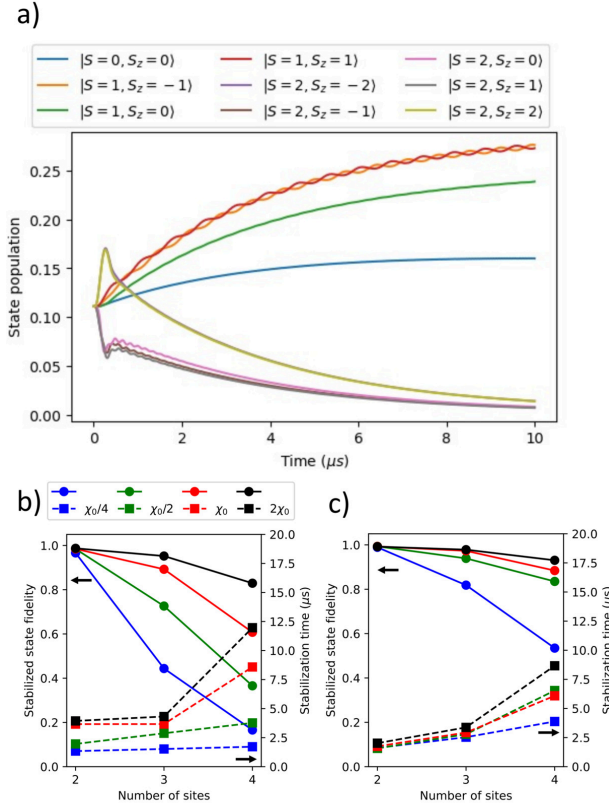 a)
|S=0, S_z=0⟩ |S=1, S_z=1⟩ |S=2, S_z=0⟩
|S=1, S_z=−1⟩ |S=2, S_z=−2⟩ |S=2, S_z=1⟩
|S=1, S_z=0⟩ |S=2, S_z=−1⟩ |S=2, S_z=2⟩
State population
0.25
0.20
0.15
0.10
0.05
0.00
0 2 4 6 8 10
Time (μs)
b)
χ₀/4 χ₀/2 χ₀ 2χ₀
Stabilized state fidelity
1.0
0.8
0.6
0.4
0.2
0.0
20.0
17.5
15.0
12.5
10.0
7.5
5.0
2.5
0.0
Stabilization time (μs)
2 3 4
Number of sites
c)
Stabilized state fidelity
1.0
0.8
0.6
0.4
0.2
0.0
20.0
17.5
15.0
12.5
10.0
7.5
5.0
2.5
0.0
Stabilization time (μs)
2 3 4
Number of sites